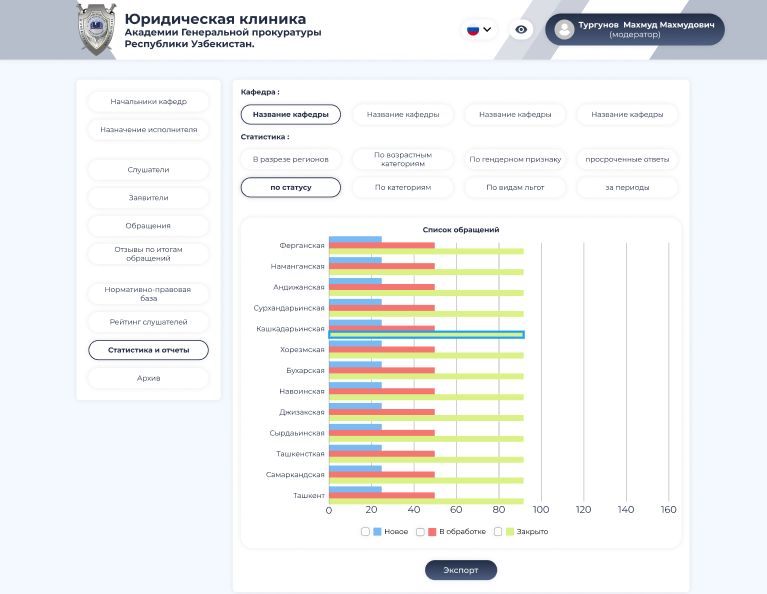 Юридическая клиника
Академии Генеральной прокуратуры
Республики Узбекистан.
Тургунов Махмуд Махмудович
(модератор)
Начальники кафедр
Назначение исполнителя
Слушатели
Заявители
Обращения
Отзывы по итогам
обращений
Нормативно-правовая
база
Рейтинг слушателей
Статистика и отчеты
Архив
Кафедра :
Название кафедры
Название кафедры
Название кафедры
Название кафедры
Статистика :
В разрезе регионов
По возрастным
категориям
По гендерном признаку
просроченные ответы
по статусу
По категориям
По видам льгот
за периоды
Список обращений
Ферганская
Наманганская
Андижанская
Сурхандарьинская
Кашкадарьинская
Хорезмская
Бухарская
Навоинская
Джизакская
Сырдаьинская
Ташкенсткая
Самаркандская
Ташкент
0 20 40 60 80 100 120 140 160
Новое В обработке Закрыто
Экспорт